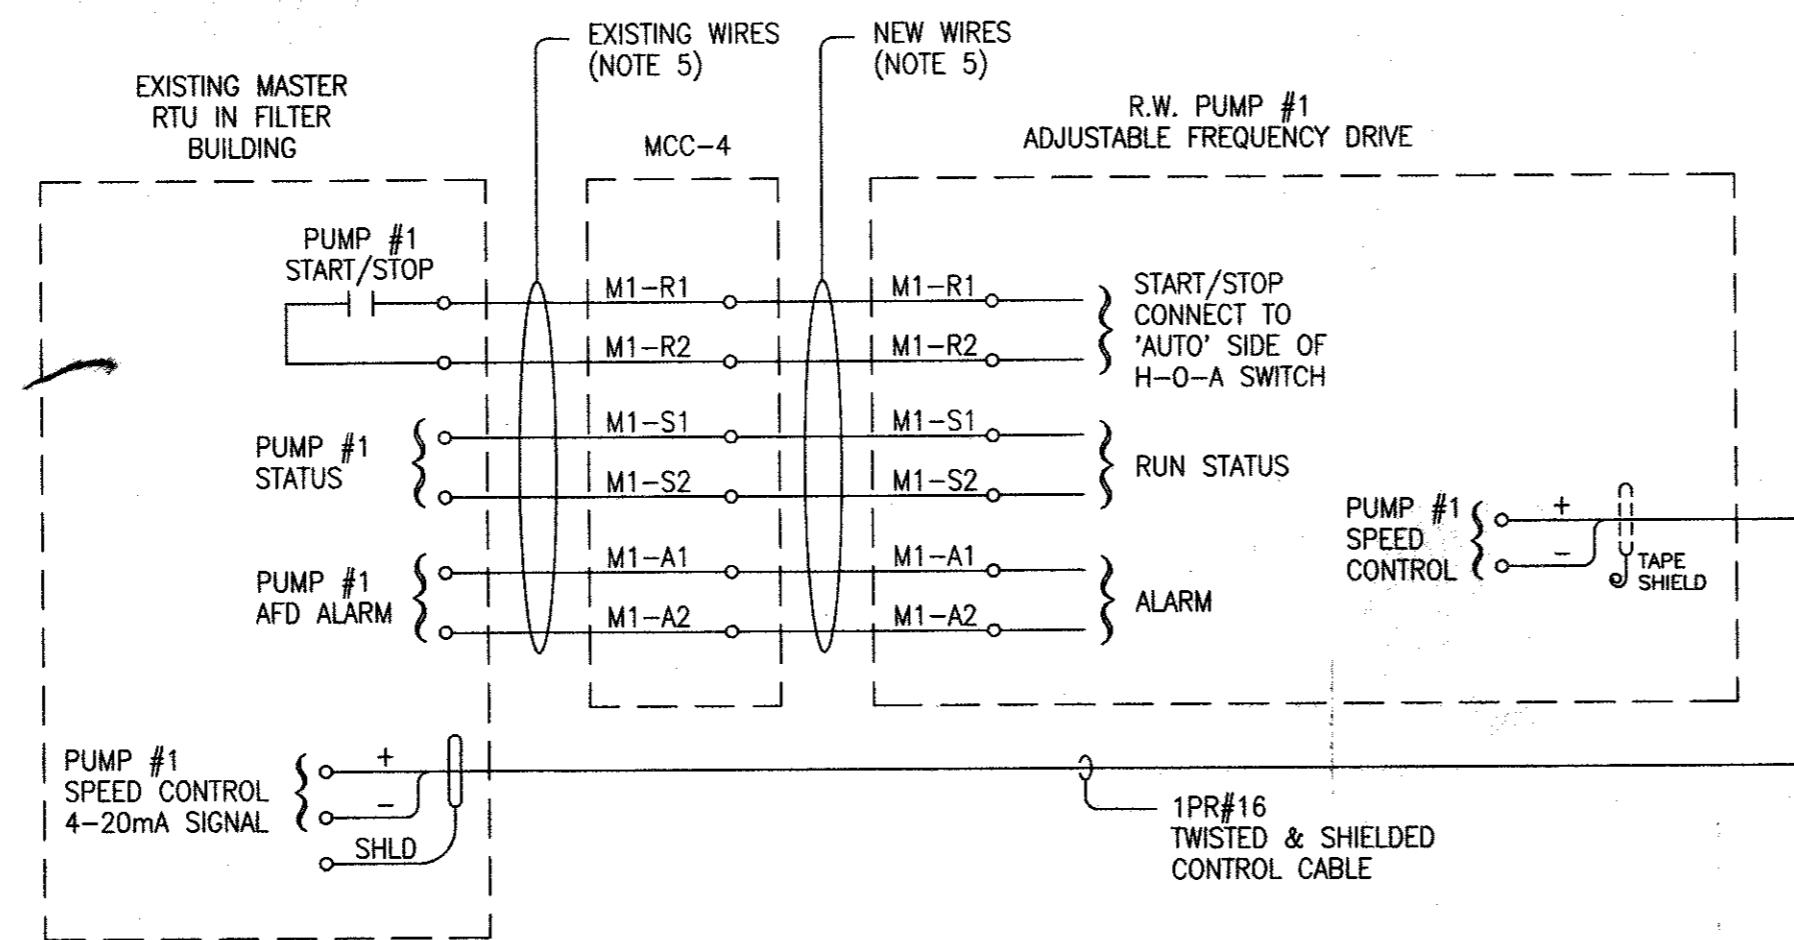 EXISTING WIRES
(NOTE 5)
NEW WIRES
(NOTE 5)
EXISTING MASTER
RTU IN FILTER
BUILDING
MCC-4
R.W. PUMP #1
ADJUSTABLE FREQUENCY DRIVE
PUMP #1
START/STOP
M1-R1
M1-R1
M1-R2
M1-R2
START/STOP
CONNECT TO
'AUTO' SIDE OF
H-O-A SWITCH
PUMP #1
STATUS
M1-S1
M1-S1
M1-S2
M1-S2
RUN STATUS
PUMP #1
SPEED
CONTROL
+
-
TAPE
SHIELD
PUMP #1
AFD ALARM
M1-A1
M1-A1
M1-A2
M1-A2
ALARM
PUMP #1
SPEED CONTROL
4-20mA SIGNAL
+
-
SHLD
1PR#16
TWISTED & SHIELDED
CONTROL CABLE